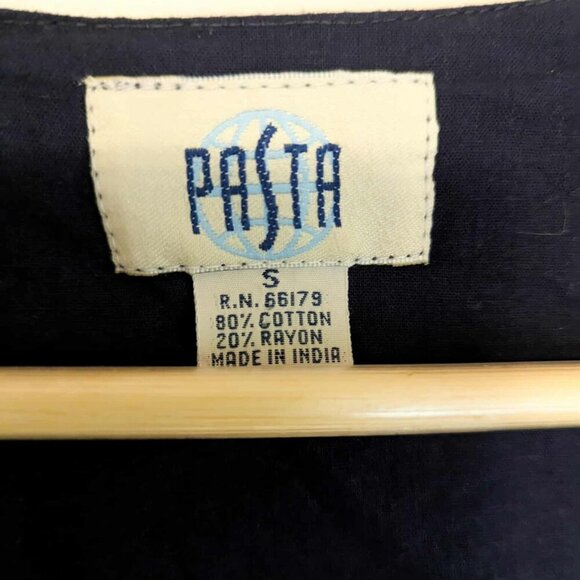 PASTA
S
R.N. 66179
80% COTTON
20% RAYON
MADE IN INDIA